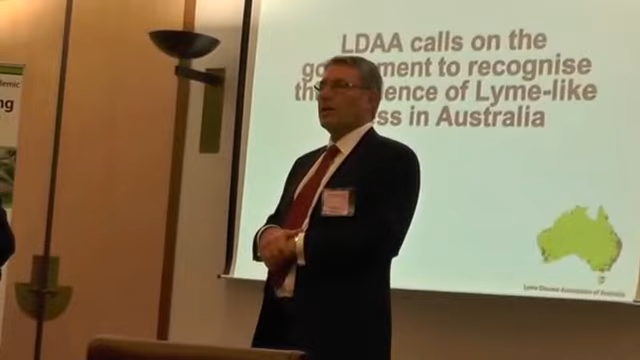 LDAA calls on the
to recognise
of Lyme-like
in Australia
Lyme Disease Association of Australia